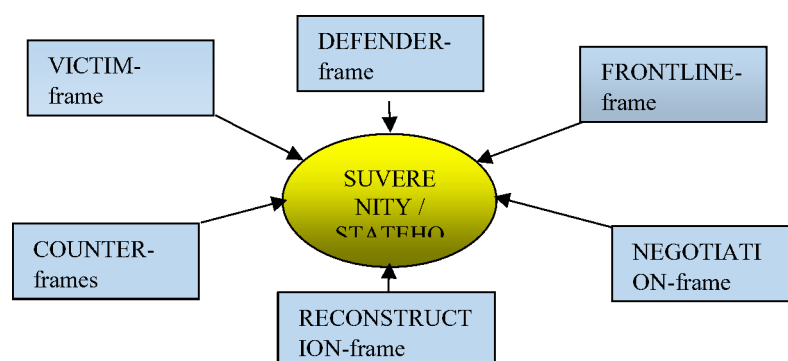 DEFENDER-
frame
VICTIM-
frame
FRONTLINE-
frame
SUVERE
NITY /
STATEHO
COUNTER-
frames
NEGOTIATI
ON-frame
RECONSTRUCT
ION-frame